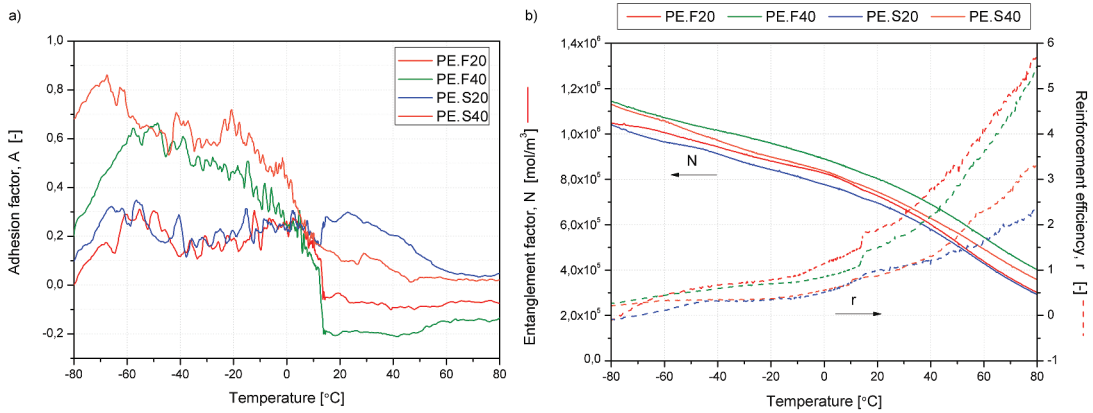 a)
1,0
0,8
0,6
0,4
0,2
0,0
-0,2
-80 -60 -40 -20 0 20 40 60 80
Adhesion factor, A [-]
Temperature [°C]
PE.F20
PE.F40
PE.S20
PE.S40
b)
PE.F20 PE.F40 PE.S20 PE.S40
1,4x10⁶
1,2x10⁶
1,0x10⁶
8,0x10⁵
6,0x10⁵
4,0x10⁵
2,0x10⁵
0,0
Entanglement factor, N [mol/m³]
N
r
6
5
4
3
2
1
0
-1
Reinforcement efficiency, r [-]
-80 -60 -40 -20 0 20 40 60 80
Temperature [°C]